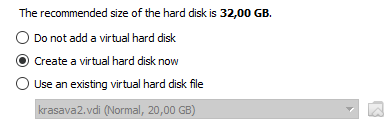 The recommended size of the hard disk is 32,00 GB.
Do not add a virtual hard disk
Create a virtual hard disk now
Use an existing virtual hard disk file
krasava2.vdi (Normal, 20,00 GB)